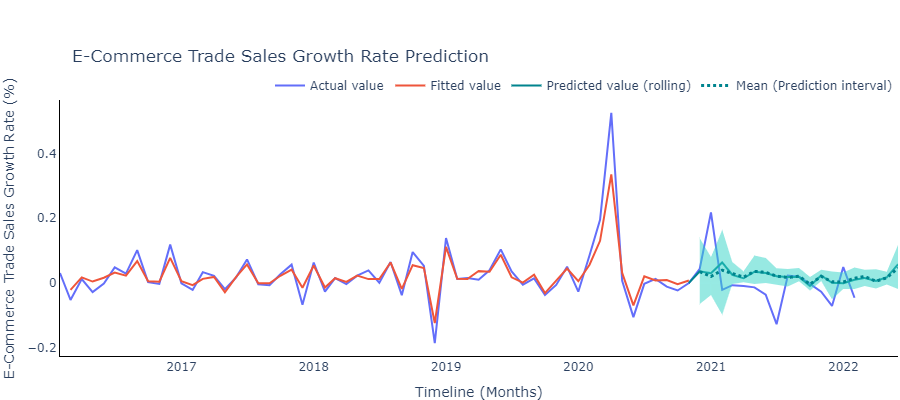 E-Commerce Trade Sales Growth Rate Prediction
Actual value
Fitted value
Predicted value (rolling)
Mean (Prediction interval)
E-Commerce Trade Sales Growth Rate (%)
0.4
0.2
0
−0.2
2017
2018
2019
2020
2021
2022
Timeline (Months)